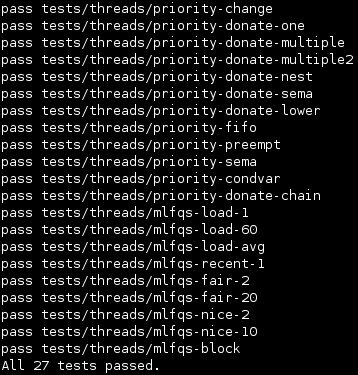 pass tests/threads/priority-change
pass tests/threads/priority-donate-one
pass tests/threads/priority-donate-multiple
pass tests/threads/priority-donate-multiple2
pass tests/threads/priority-donate-nest
pass tests/threads/priority-donate-sema
pass tests/threads/priority-donate-lower
pass tests/threads/priority-fifo
pass tests/threads/priority-preempt
pass tests/threads/priority-sema
pass tests/threads/priority-condvar
pass tests/threads/priority-donate-chain
pass tests/threads/mlfqs-load-1
pass tests/threads/mlfqs-load-60
pass tests/threads/mlfqs-load-avg
pass tests/threads/mlfqs-recent-1
pass tests/threads/mlfqs-fair-2
pass tests/threads/mlfqs-fair-20
pass tests/threads/mlfqs-nice-2
pass tests/threads/mlfqs-nice-10
pass tests/threads/mlfqs-block
All 27 tests passed.